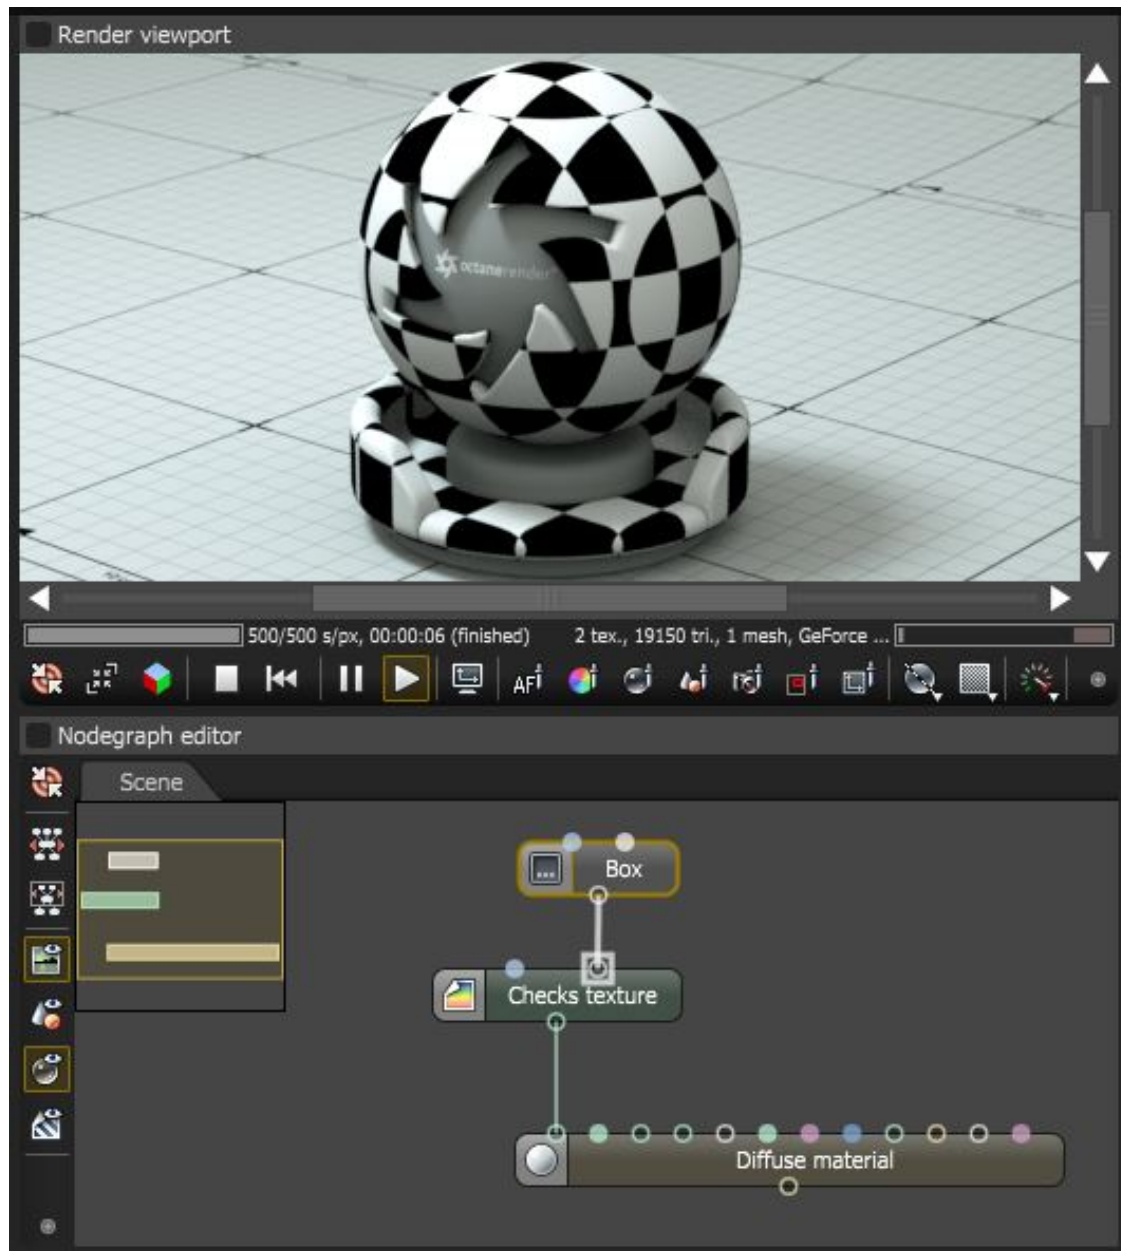 Render viewport
octanerender
500/500 s/px, 00:00:06 (finished) 2 tex., 19150 tri., 1 mesh, GeForce ...
AF
Nodegraph editor
Scene
Box
Checks texture
Diffuse material